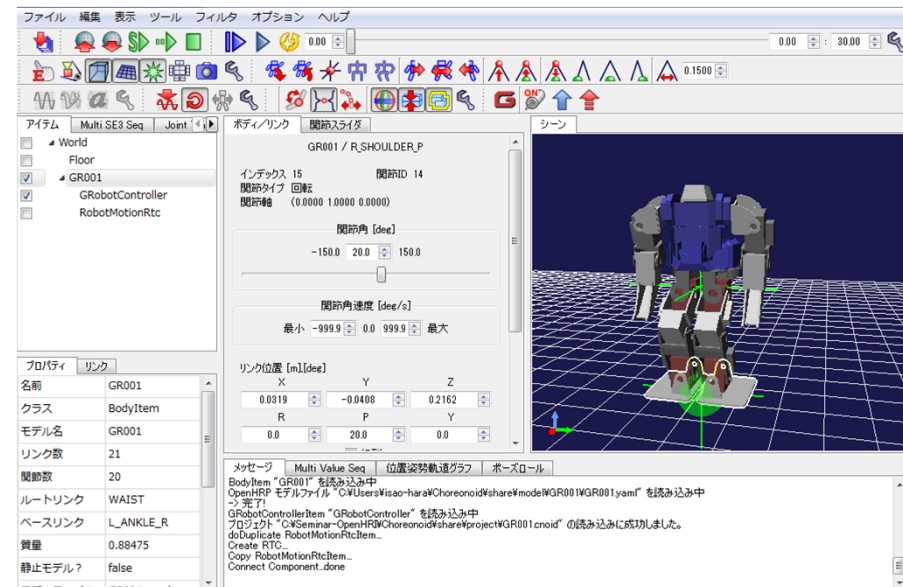 ファイル 編集 表示 ツール フィルタ オプション ヘルプ
0.00 0.00 : 30.00
0.1500
ON
アイテム Multi SE3 Seq Joint
World
Floor
GR001
GRobotController
RobotMotionRtc
プロパティ リンク
名前 GR001
クラス BodyItem
モデル名 GR001
リンク数 21
関節数 20
ルートリンク WAIST
ベースリンク L_ANKLE_R
質量 0.88475
静止モデル? false
ボディ/リンク 関節スライダ
GR001 / R_SHOULDER_P
インデックス 15 関節ID 14
関節タイプ 回転
関節軸 (0.0000 1.0000 0.0000)
関節角 [deg]
-150.0 20.0 150.0
関節角速度 [deg/s]
最小 -999.9 0.0 999.9 最大
リンク位置 [m],[deg]
X Y Z
0.0319 -0.0408 0.2162
R P Y
0.0 20.0 0.0
シーン
メッセージ Multi Value Seq 位置姿勢軌道グラフ ポーズロール
BodyItem "GR001" を読み込み中
OpenHRP モデルファイル "C:¥Users¥isao-hara¥Choreonoid¥share¥model¥GR001¥GR001.yaml" を読み込み中
-> 完了!
GRobotControllerItem "GRobotController" を読み込み中
プロジェクト "C:¥Seminar-OpenHRI¥Choreonoid¥share¥project¥GR001.cnoid" の読み込みに成功しました。
doDuplicate RobotMotionRtcItem...
Create RTC...
Copy RobotMotionRtcItem...
Connect Component..done